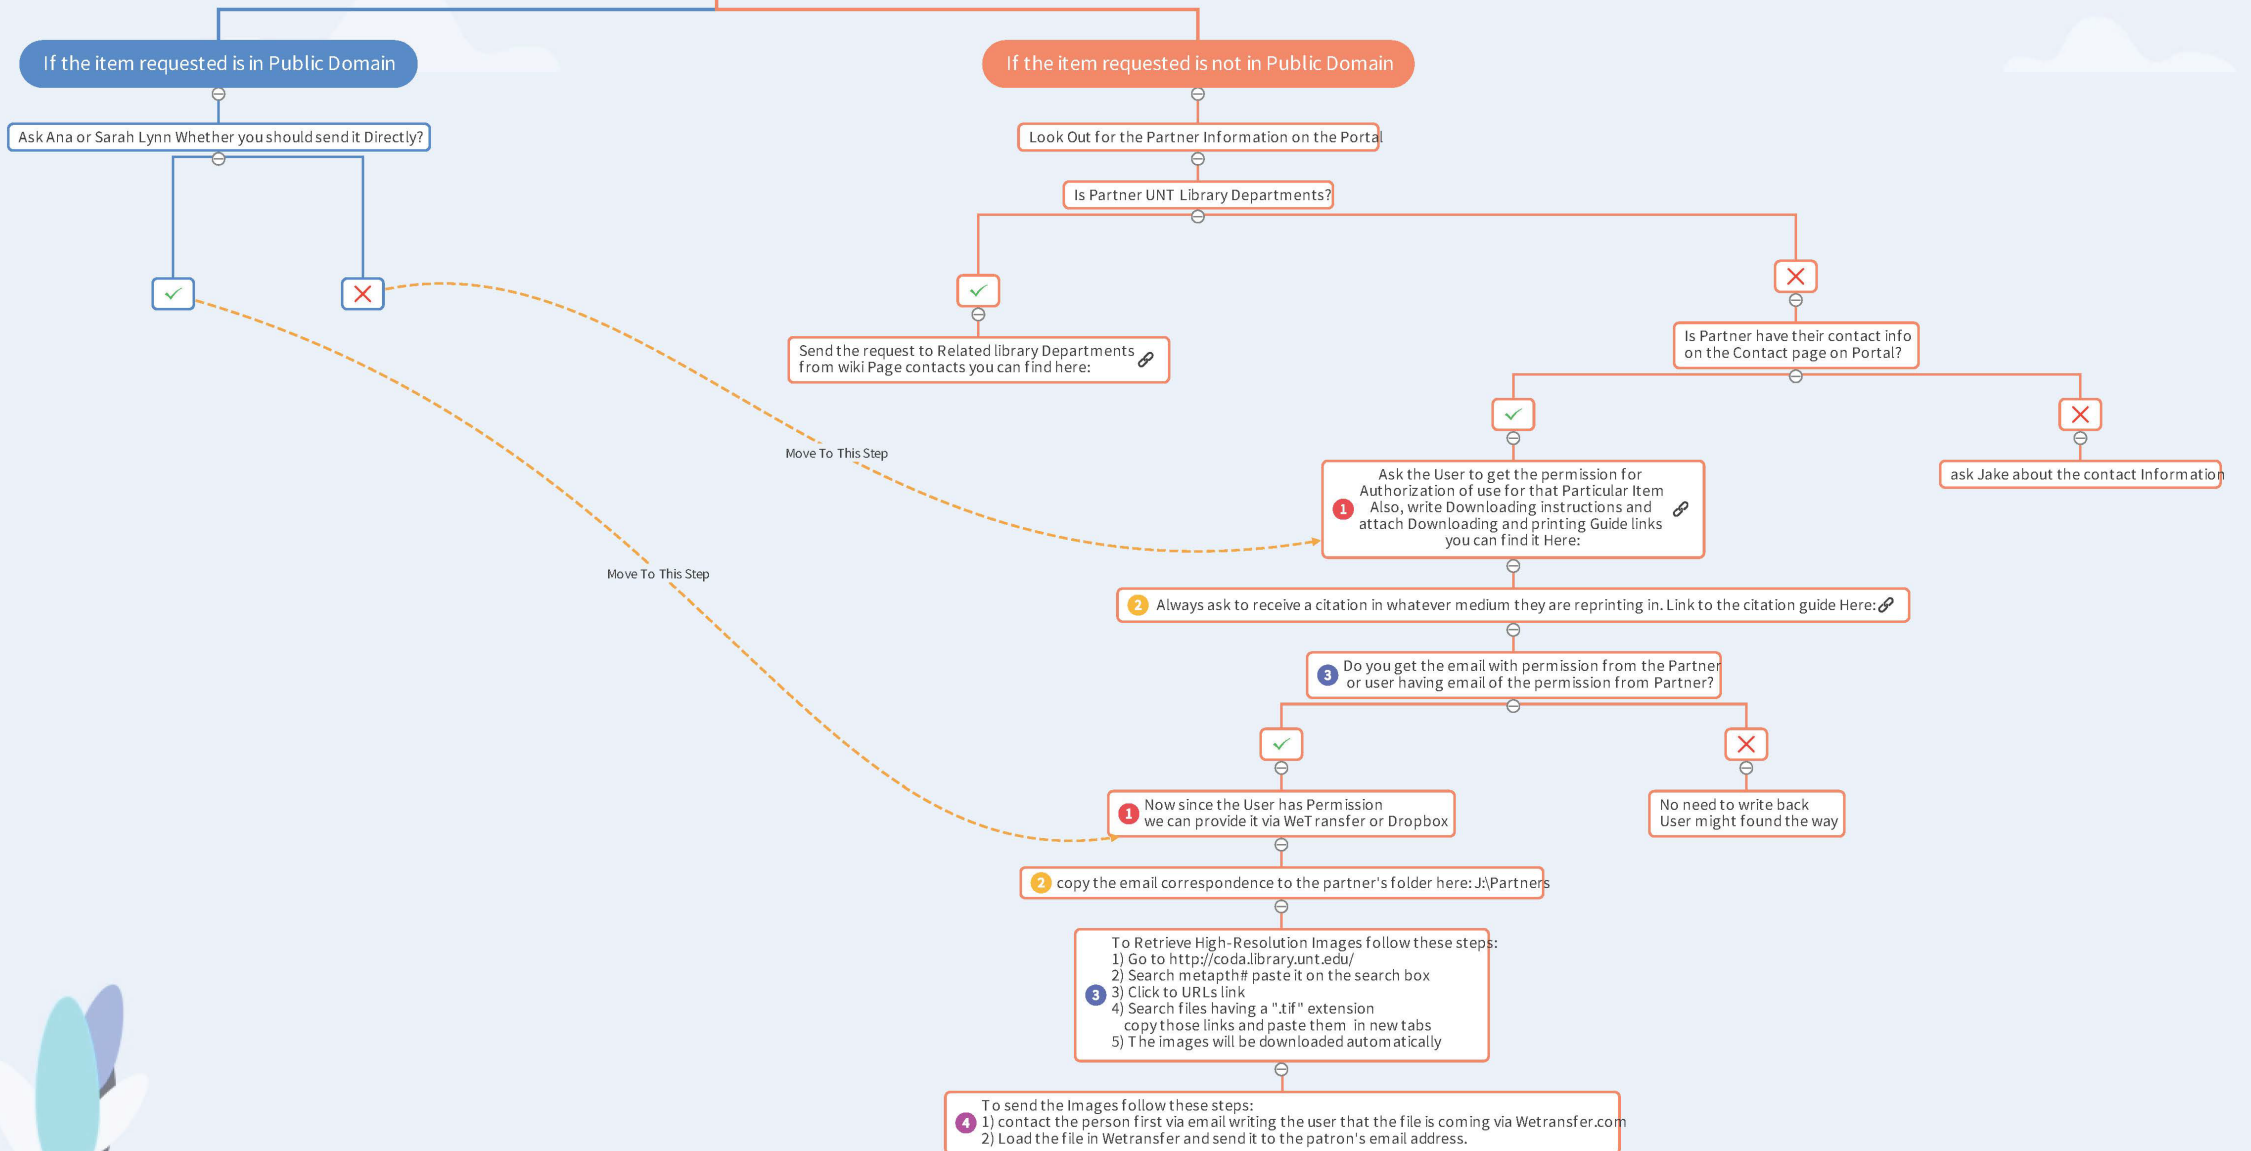 If the item requested is in Public Domain
If the item requested is not in Public Domain
Ask Ana or Sarah Lynn Whether you should send it Directly?
Look Out for the Partner Information on the Portal
Is Partner UNT Library Departments?
Send the request to Related library Departments
from wiki Page contacts you can find here:
Is Partner have their contact info
on the Contact page on Portal?
Move To This Step
Ask the User to get the permission for
Authorization of use for that Particular Item
Also, write Downloading instructions and
attach Downloading and printing Guide links
you can find it Here:
1
ask Jake about the contact Information
Move To This Step
2 Always ask to receive a citation in whatever medium they are reprinting in. Link to the citation guide Here:
3 Do you get the email with permission from the Partner
or user having email of the permission from Partner?
1 Now since the User has Permission
we can provide it via WeTransfer or Dropbox
No need to write back
User might found the way
2 copy the email correspondence to the partner's folder here: J:\Partners
To Retrieve High-Resolution Images follow these steps:
1) Go to http://coda.library.unt.edu/
2) Search metapth# paste it on the search box
3) Click to URLs link
4) Search files having a ".tif" extension
copy those links and paste them in new tabs
5) The images will be downloaded automatically
3
To send the Images follow these steps:
4 1) contact the person first via email writing the user that the file is coming via Wetransfer.com
2) Load the file in Wetransfer and send it to the patron's email address.